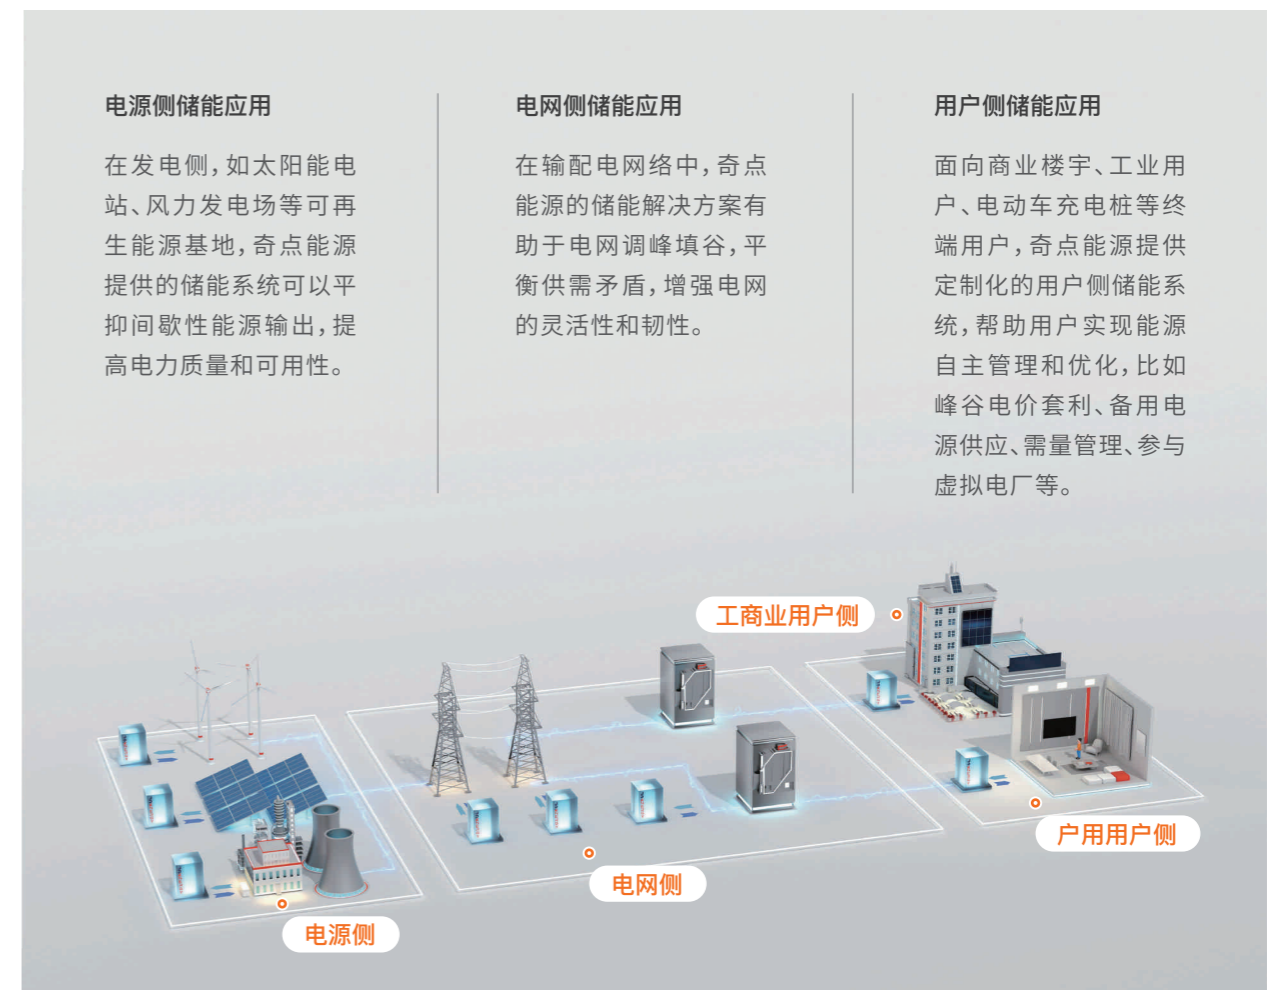 电源侧储能应用
在发电侧，如太阳能电
站、风力发电场等可再
生能源基地，奇点能源
提供的储能系统可以平
抑间歇性能源输出，提
高电力质量和可用性。
电网侧储能应用
在输配电网络中，奇点
能源的储能解决方案有
助于电网调峰填谷，平
衡供需矛盾，增强电网
的灵活性和韧性。
用户侧储能应用
面向商业楼宇、工业用
户、电动车充电桩等终
端用户，奇点能源提供
定制化的用户侧储能系
统，帮助用户实现能源
自主管理和优化，比如
峰谷电价套利、备用电
源供应、需量管理、参与
虚拟电厂等。
工商业用户侧
户用用户侧
电网侧
电源侧